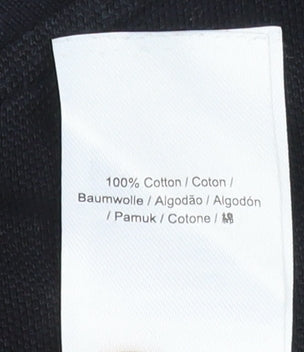 100% Cotton / Coton /
Baumwolle / Algodão / Algodón
/ Pamuk / Cotone / 綿